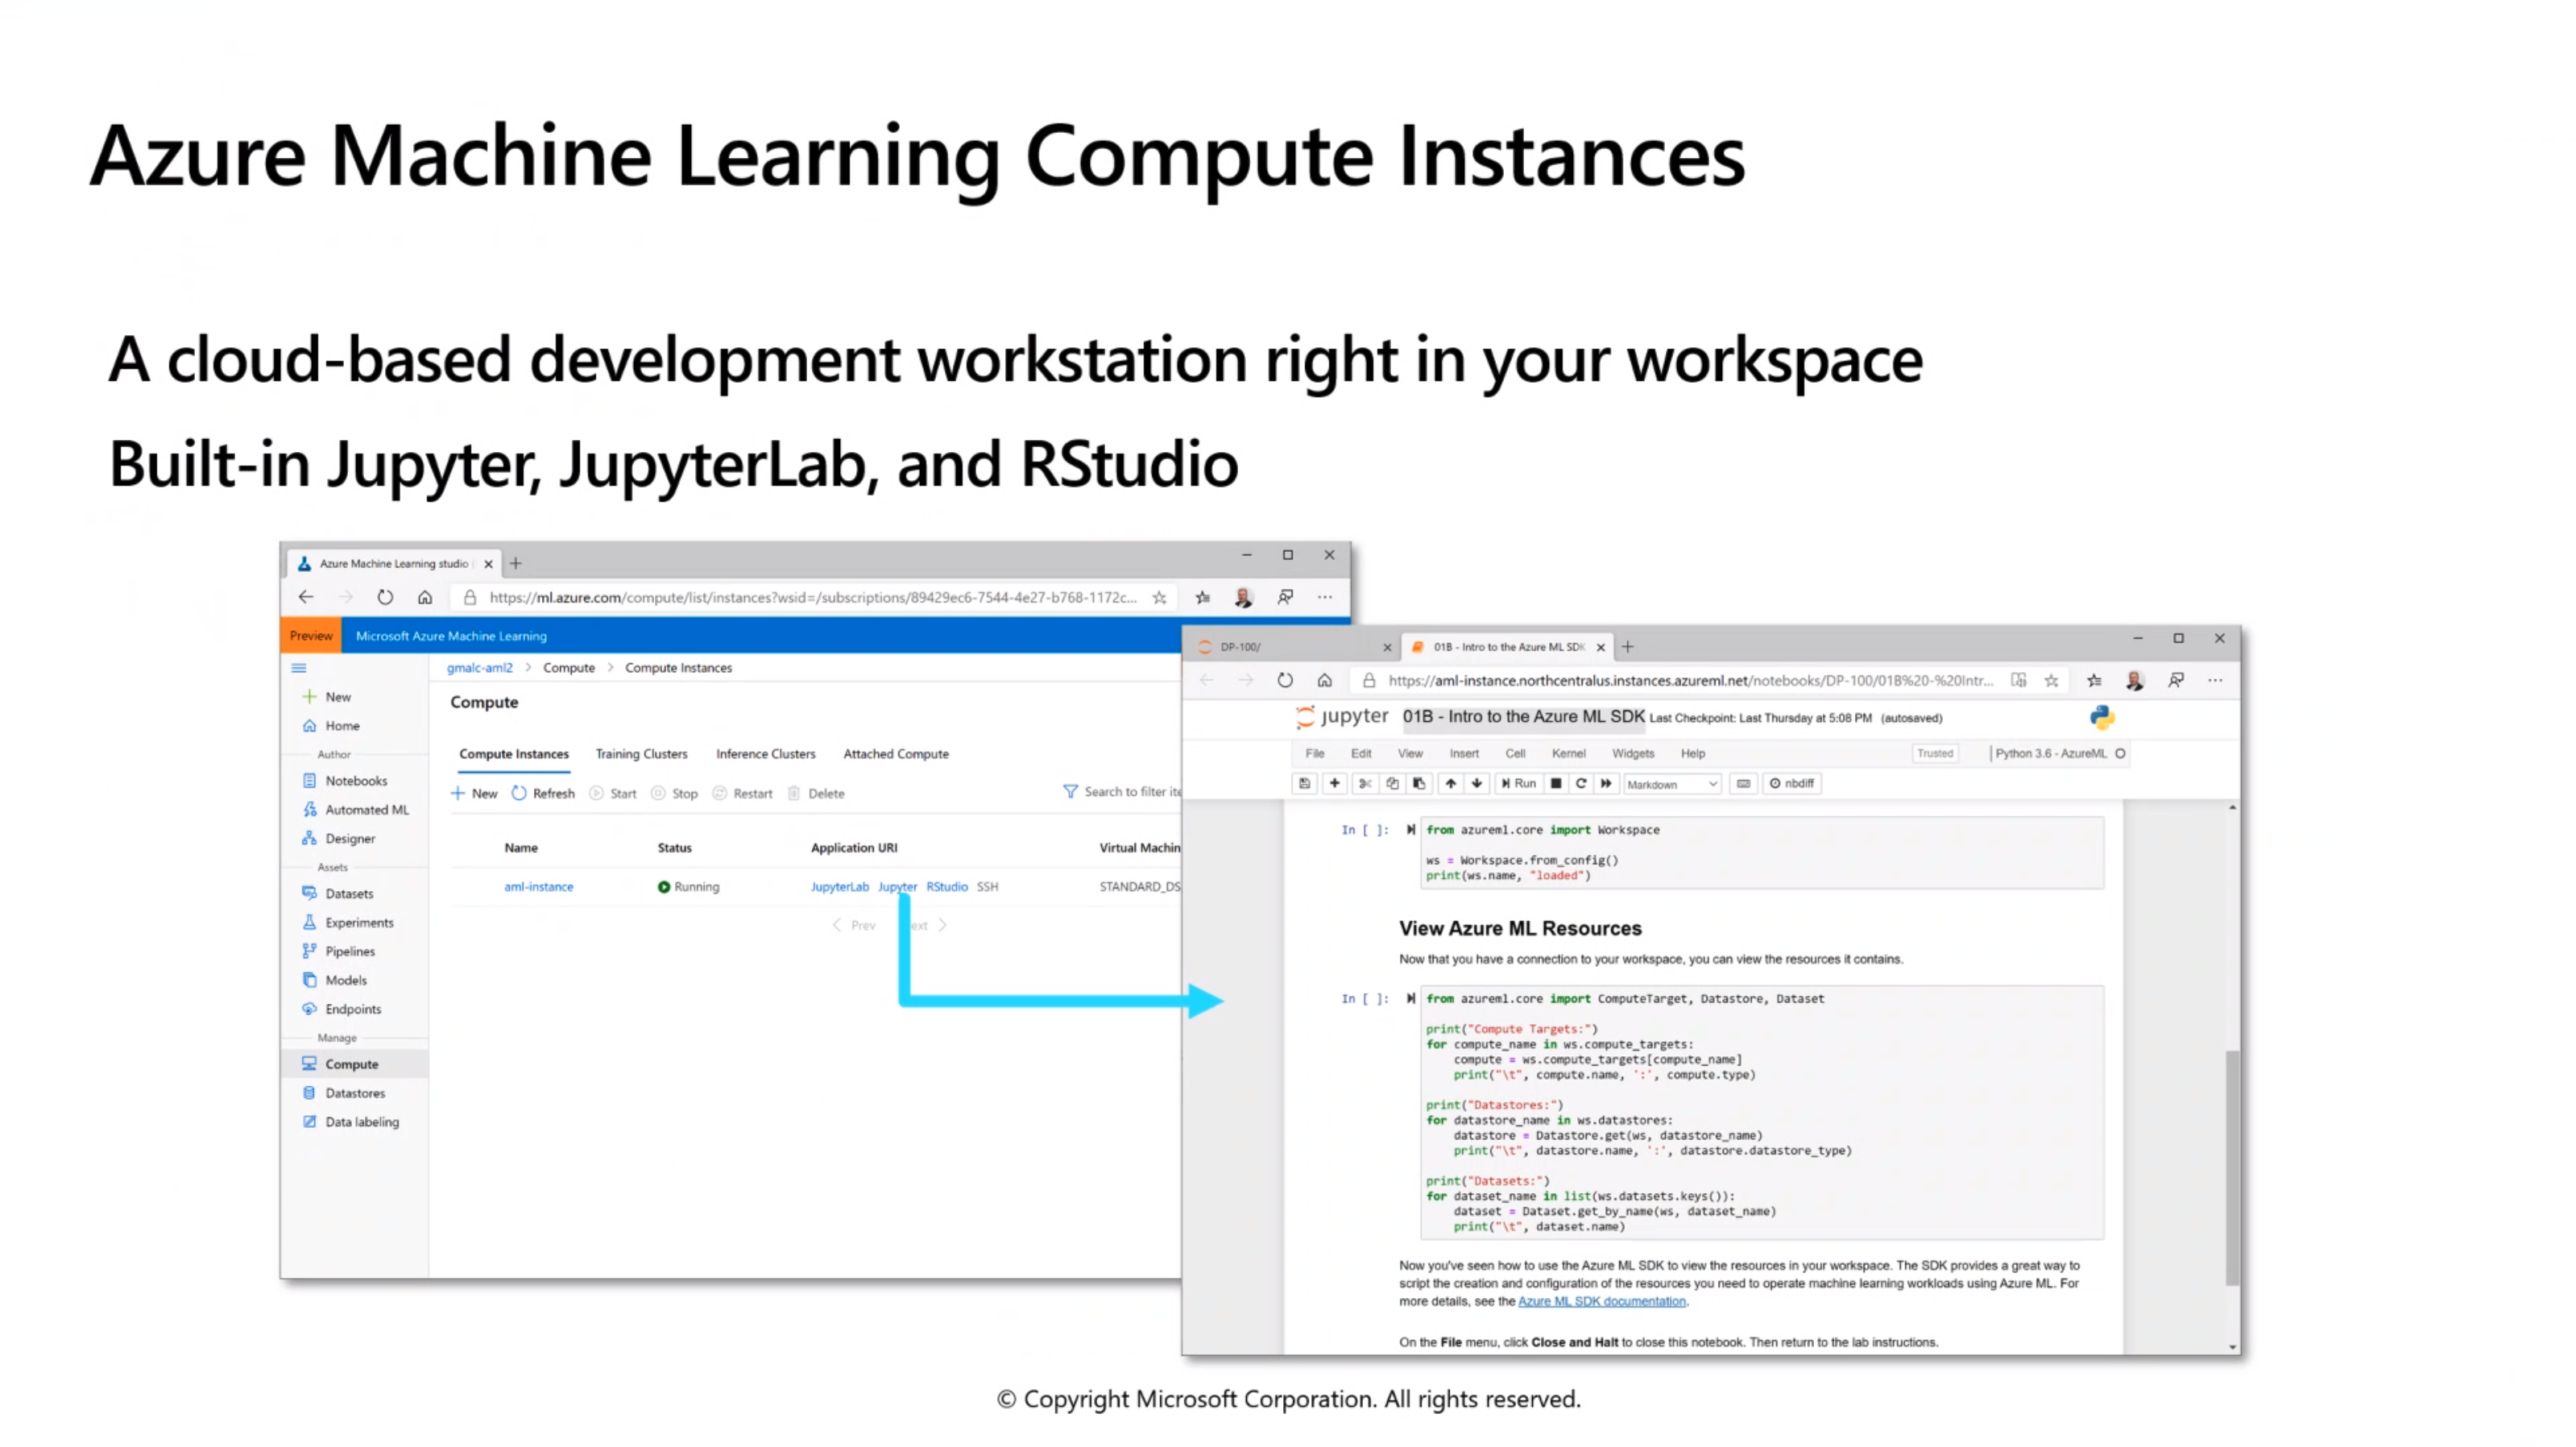 Azure Machine Learning Compute Instances
A cloud-based development workstation right in your workspace
Built-in Jupyter, JupyterLab, and RStudio
Azure Machine Learning studio
https://ml.azure.com/compute/list/instances?wsid=/subscriptions/89429ec6-7544-4e27-b768-1172c...
Preview Microsoft Azure Machine Learning
gmalc-aml2 > Compute > Compute Instances
New
Home
Author
Notebooks
Automated ML
Designer
Assets
Datasets
Experiments
Pipelines
Models
Endpoints
Manage
Compute
Datastores
Data labeling
Compute
Compute Instances Training Clusters Inference Clusters Attached Compute
New Refresh Start Stop Restart Delete Search to filter
Name Status Application URI Virtual
aml-instance Running JupyterLab Jupyter RStudio SSH STANDARD_DS
< Prev >
DP-100/ 01B - Intro to the Azure ML SDK
https://aml-instance.northcentralus.instances.azureml.net/notebooks/DP-100/01B%20-%20Intr...
jupyter 01B - Intro to the Azure ML SDK Last Checkpoint: Last Thursday at 5:08 PM (autosaved)
File Edit View Insert Cell Kernel Widgets Help Trusted Python 3.6 - AzureML
Run Markdown nbdiff
In [ ]: from azureml.core import Workspace
ws = Workspace.from_config()
print(ws.name, "loaded")
View Azure ML Resources
Now that you have a connection to your workspace, you can view the resources it contains.
In [ ]: from azureml.core import ComputeTarget, Datastore, Dataset
print("Compute Targets:")
for compute_name in ws.compute_targets:
compute = ws.compute_targets[compute_name]
print("\t", compute.name, ':', compute.type)
print("Datastores:")
for datastore_name in ws.datastores:
datastore = Datastore.get(ws, datastore_name)
print("\t", datastore.name, ':', datastore.datastore_type)
print("Datasets:")
for dataset_name in list(ws.datasets.keys()):
dataset = Dataset.get_by_name(ws, dataset_name)
print("\t", dataset.name)
Now you've seen how to use the Azure ML SDK to view the resources in your workspace. The SDK provides a great way to
script the creation and configuration of the resources you need to operate machine learning workloads using Azure ML. For
more details, see the Azure ML SDK documentation.
On the File menu, click Close and Halt to close this notebook. Then return to the lab instructions.
© Copyright Microsoft Corporation. All rights reserved.